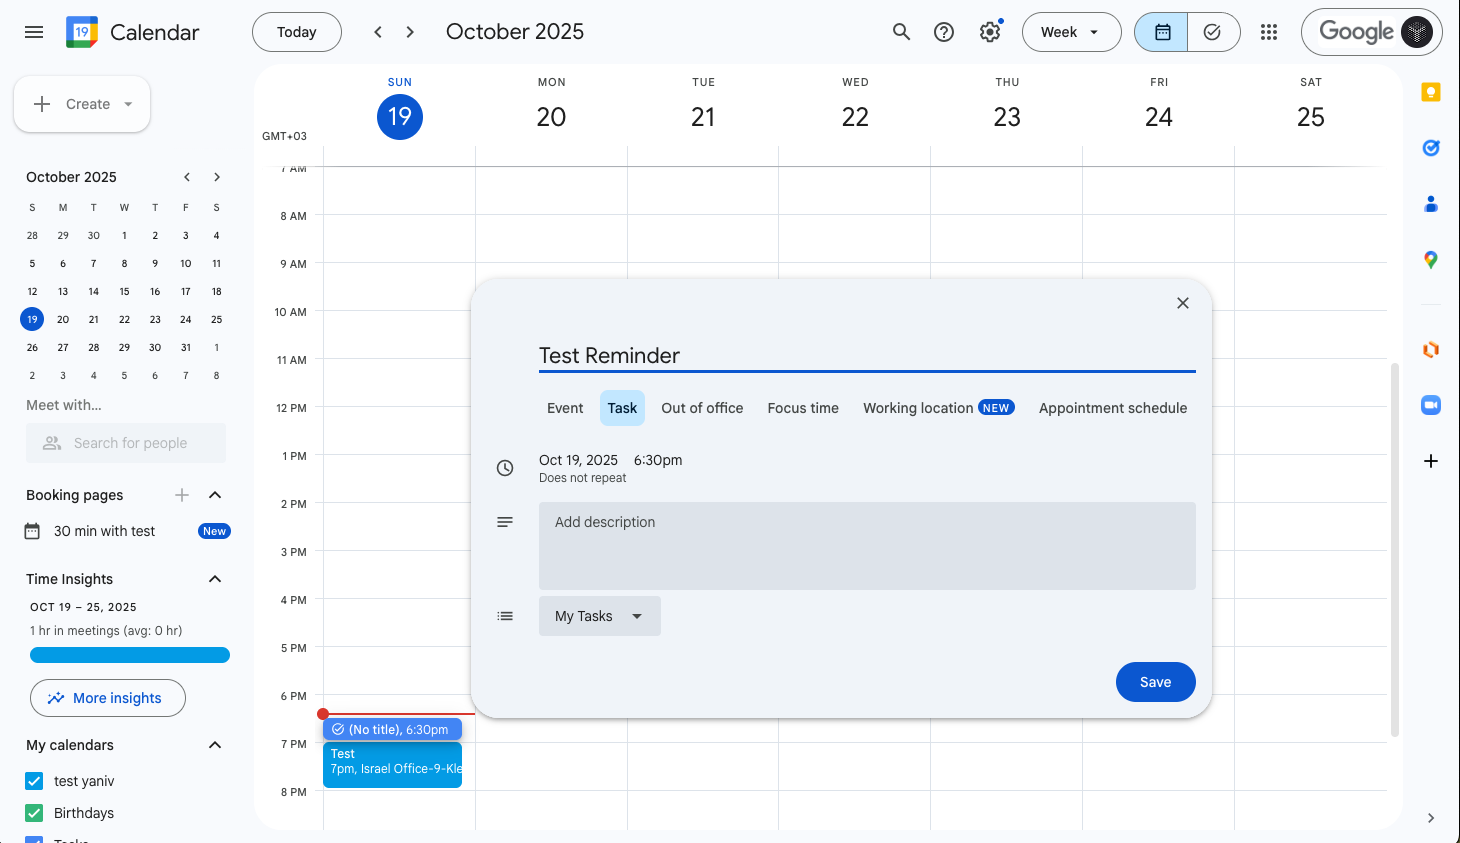 Calendar
Today
October 2025
Week
Google
Create
October 2025
S M T W T F S
28 29 30 1 2 3 4
5 6 7 8 9 10 11
12 13 14 15 16 17 18
19 20 21 22 23 24 25
26 27 28 29 30 31 1
2 3 4 5 6 7 8
Meet with...
Search for people
Booking pages
30 min with test New
Time Insights
OCT 19 – 25, 2025
1 hr in meetings (avg: 0 hr)
More insights
My calendars
test yaniv
Birthdays
Tasks
GMT+03
SUN MON TUE WED THU FRI SAT
19 20 21 22 23 24 25
7 AM
8 AM
9 AM
10 AM
11 AM
12 PM
1 PM
2 PM
3 PM
4 PM
5 PM
6 PM
7 PM
8 PM
(No title), 6:30pm
Test
7pm, Israel Office-9-Kle
Test Reminder
Event Task Out of office Focus time Working location NEW Appointment schedule
Oct 19, 2025 6:30pm
Does not repeat
Add description
My Tasks
Save
19